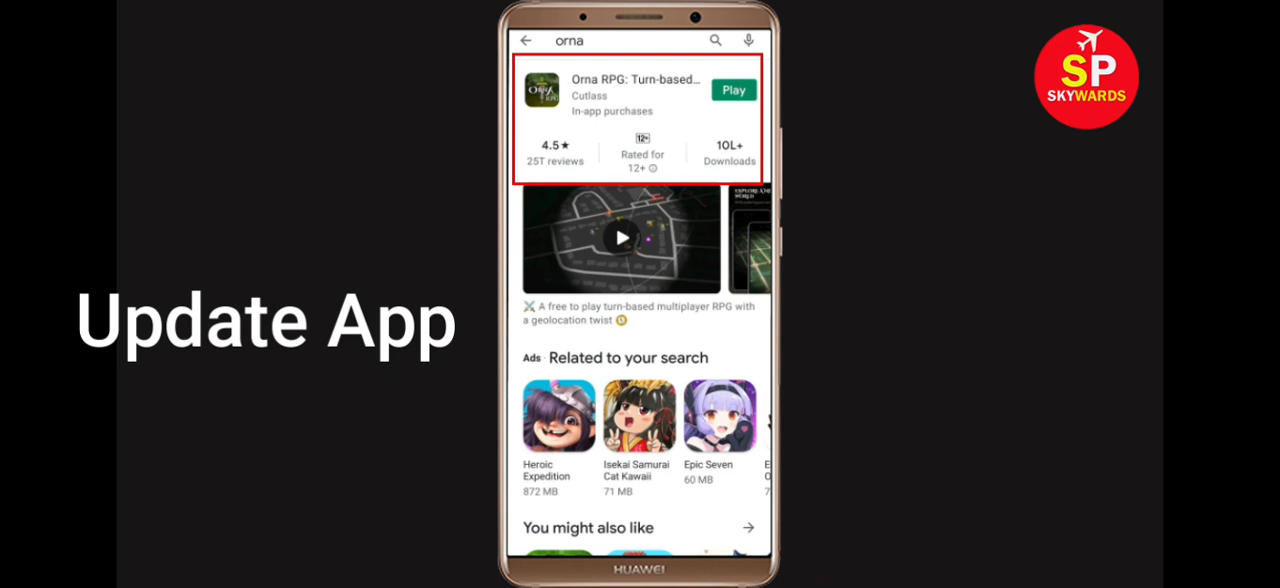 orna
Orna RPG: Turn-based...
Cutlass
In-app purchases
Play
4.5★
25T reviews
12+
Rated for
12+
10L+
Downloads
⚔️ A free to play turn-based multiplayer RPG with
a geolocation twist 🧭
Ads · Related to your search
Heroic
Expedition
872 MB
Isekai Samurai
Cat Kawaii
71 MB
Epic Seven
60 MB
You might also like
HUAWEI
Update App
SP
SKYWARDS